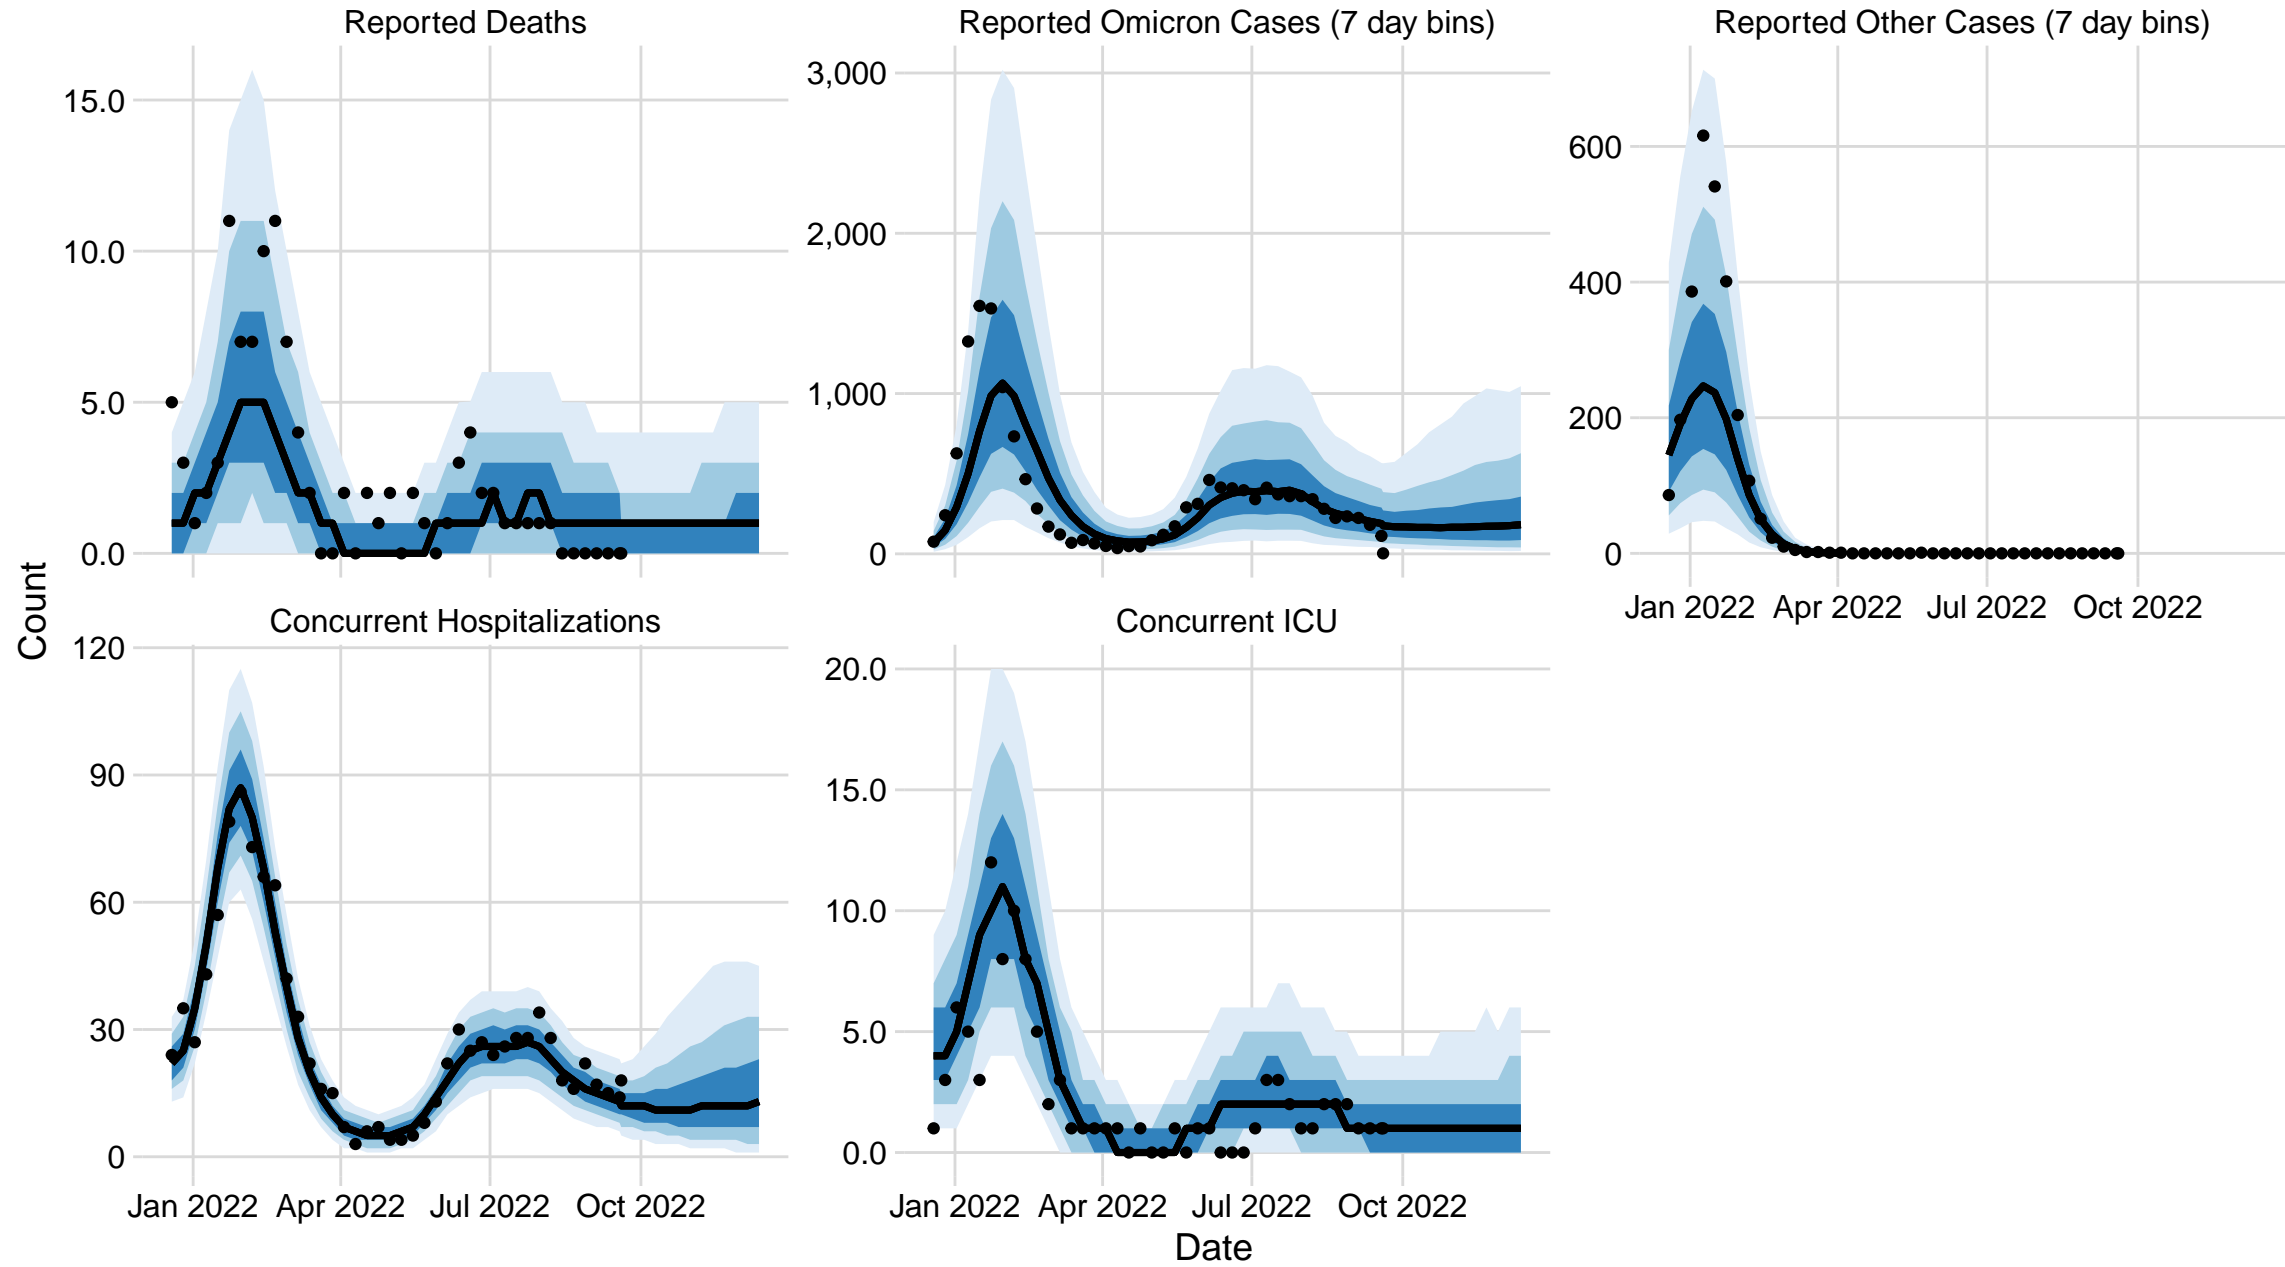 Reported Deaths
Reported Omicron Cases (7 day bins)
Reported Other Cases (7 day bins)
15.0
10.0
5.0
0.0
3,000
2,000
1,000
0
600
400
200
0
Jan 2022 Apr 2022 Jul 2022 Oct 2022
Count
Concurrent Hospitalizations
Concurrent ICU
120
90
60
30
0
20.0
15.0
10.0
5.0
0.0
Jan 2022 Apr 2022 Jul 2022 Oct 2022
Jan 2022 Apr 2022 Jul 2022 Oct 2022
Date